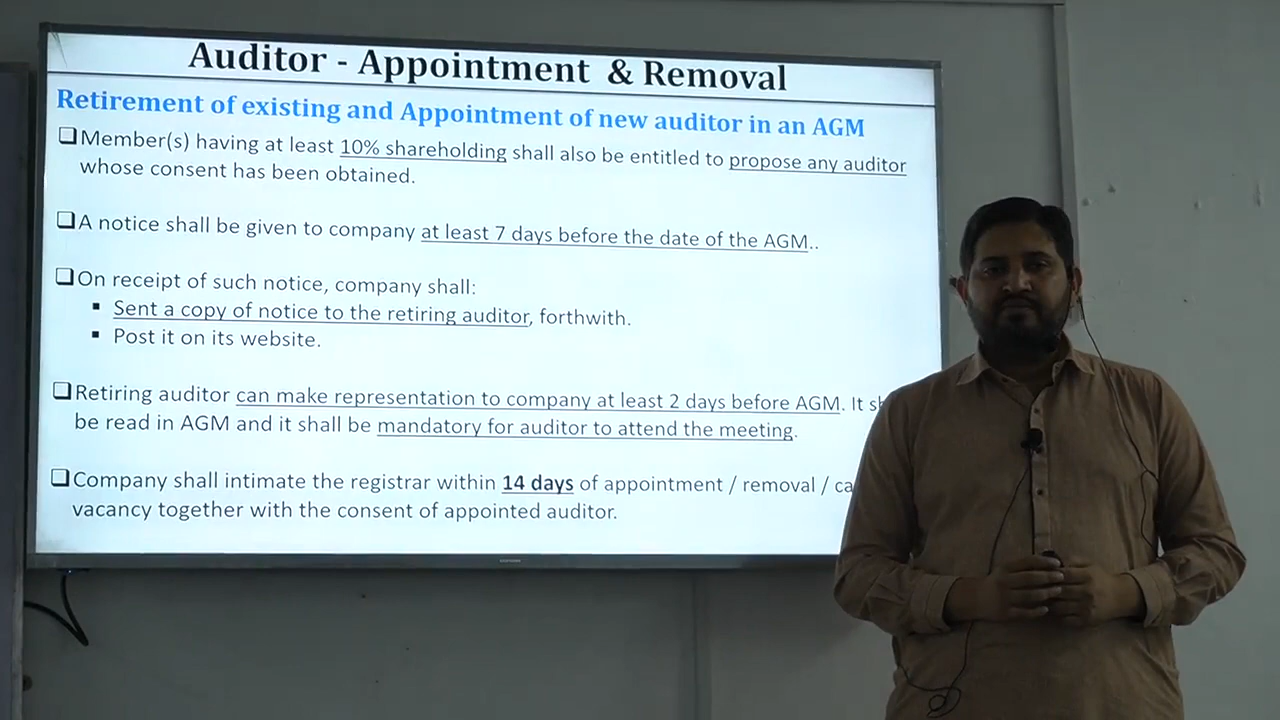 Auditor - Appointment & Removal
Retirement of existing and Appointment of new auditor in an AGM
❑Member(s) having at least 10% shareholding shall also be entitled to propose any auditor
whose consent has been obtained.
❑A notice shall be given to company at least 7 days before the date of the AGM..
❑On receipt of such notice, company shall:
▪ Sent a copy of notice to the retiring auditor, forthwith.
▪ Post it on its website.
❑Retiring auditor can make representation to company at least 2 days before AGM. It
be read in AGM and it shall be mandatory for auditor to attend the meeting.
❑Company shall intimate the registrar within 14 days of appointment / removal /
vacancy together with the consent of appointed auditor.